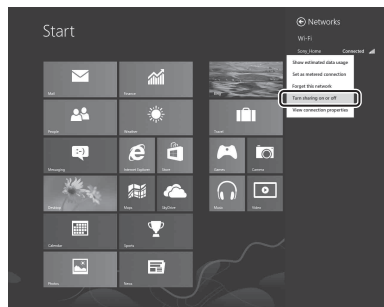 Start
Networks
Wi-Fi
Sony_Home Connected
Show estimated data usage
Set as metered connection
Forget this network
Turn sharing on or off
View connection properties
Mail
Finance
People
Weather
Travel
Messaging
Internet Explorer
Store
Games
Camera
Desktop
Maps
SkyDrive
Music
Video
Calendar
Sports
Photos
News